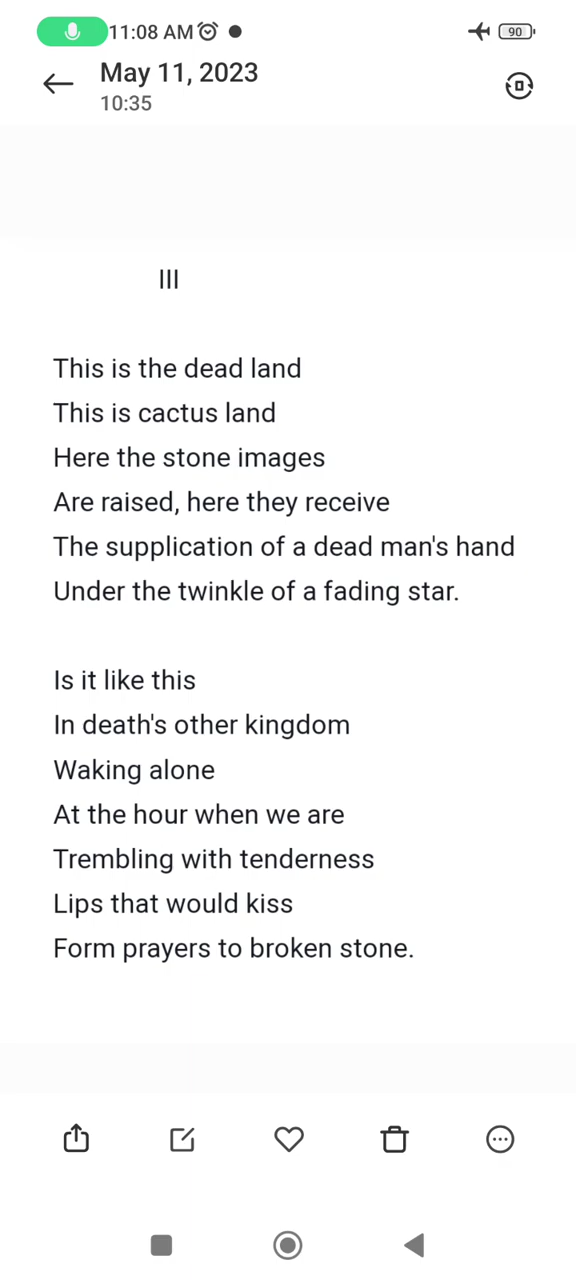 11:08 AM
90
May 11, 2023
10:35
III
This is the dead land
This is cactus land
Here the stone images
Are raised, here they receive
The supplication of a dead man's hand
Under the twinkle of a fading star.
Is it like this
In death's other kingdom
Waking alone
At the hour when we are
Trembling with tenderness
Lips that would kiss
Form prayers to broken stone.